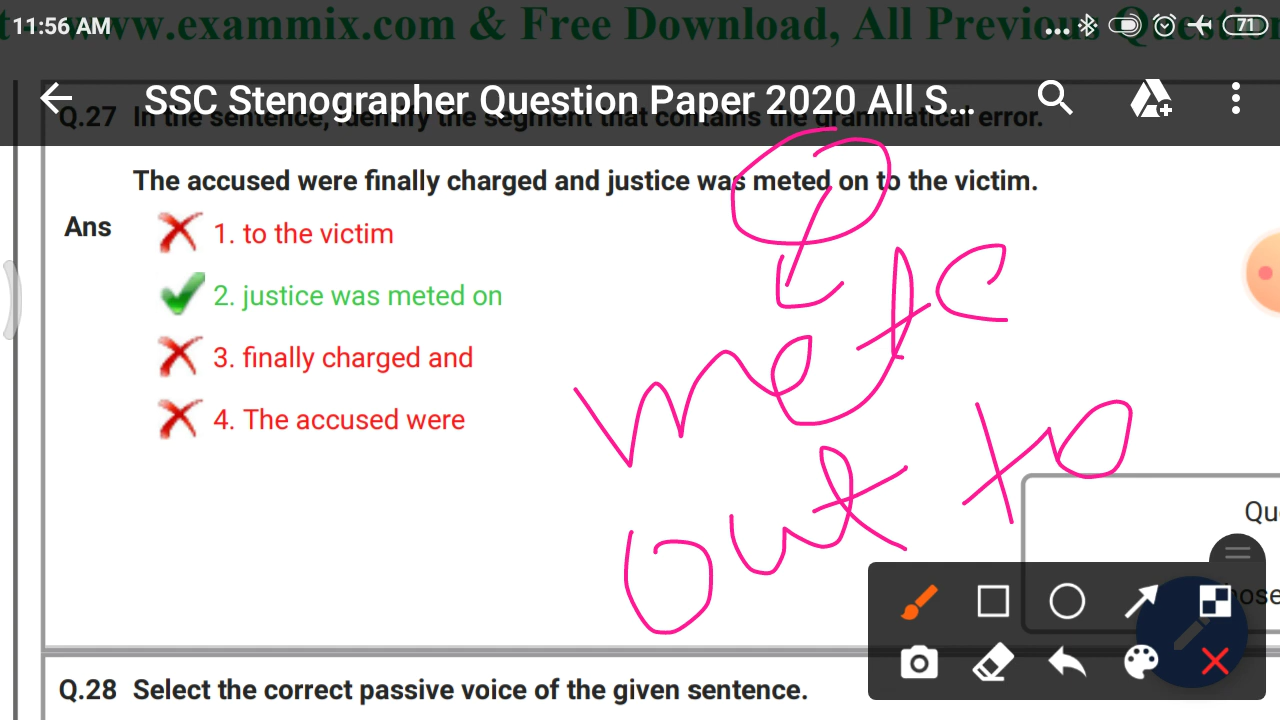 www.exammix.com & Free Download, All Previous Question
11:56 AM
71
SSC Stenographer Question Paper 2020 All S...
Q.27 In the sentence, identify the segment that contains the grammatical error.
The accused were finally charged and justice was meted on to the victim.
Ans
1. to the victim
2. justice was meted on
3. finally charged and
4. The accused were
mete
out to
Qu
hose
Q.28 Select the correct passive voice of the given sentence.